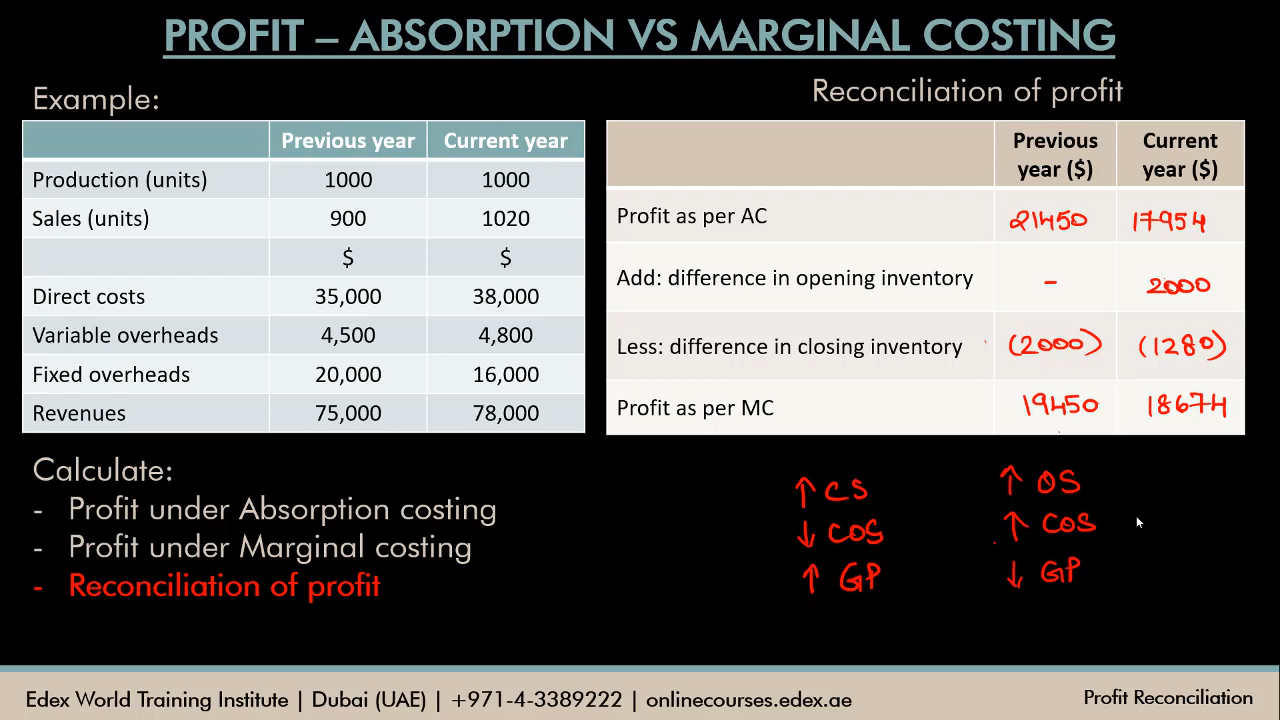 PROFIT – ABSORPTION VS MARGINAL COSTING
Example:
Previous year Current year
Production (units) 1000 1000
Sales (units) 900 1020
$ $
Direct costs 35,000 38,000
Variable overheads 4,500 4,800
Fixed overheads 20,000 16,000
Revenues 75,000 78,000
Calculate:
- Profit under Absorption costing
- Profit under Marginal costing
- Reconciliation of profit
Reconciliation of profit
Previous year ($) Current year ($)
Profit as per AC 21450 17954
Add: difference in opening inventory - 2000
Less: difference in closing inventory (2000) (1280)
Profit as per MC 19450 18674
↑ CS ↑ OS
↓ COS ↑ COS
↑ GP ↓ GP
Edex World Training Institute | Dubai (UAE) | +971-4-3389222 | onlinecourses.edex.ae
Profit Reconciliation